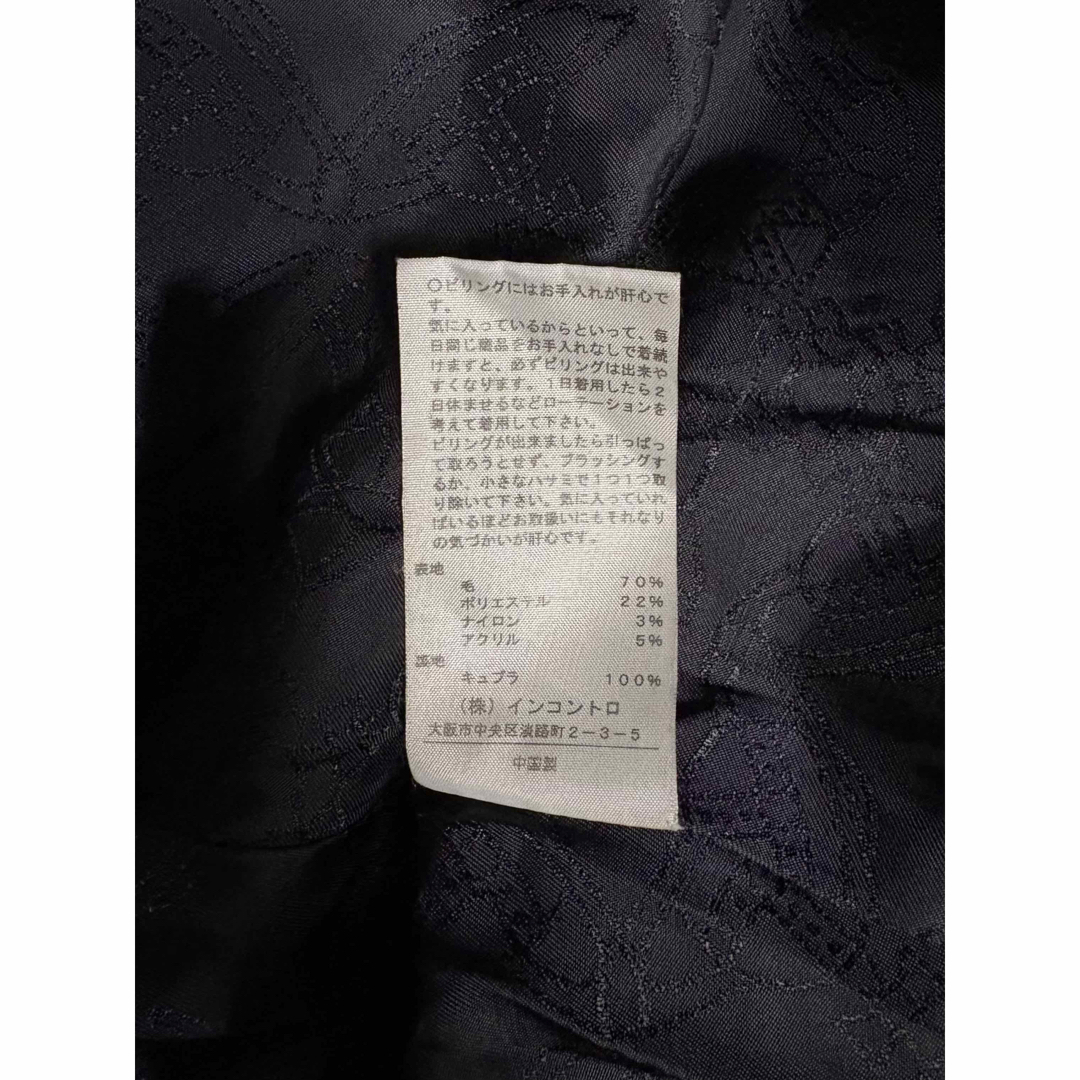 ○ピリングにはお手入れが肝心で
す。
気に入っているからといって、毎
日同じ製品をお手入れなしで着続
けますと、必ずピリングは出来や
すくなります。1日着用したら2
日休ませるなどローテーションを
考えて着用して下さい。
ピリングが出来ましたら引っぱっ
て取ろうとせず、ブラッシングす
るか、小さなハサミで1つ1つ取
り除いて下さい。気に入っていれ
ばいるほどお取扱いにもそれなり
の気づかいが肝心です。
表地
毛 70%
ポリエステル 22%
ナイロン 3%
アクリル 5%
裏地
キュプラ 100%
(株)インコントロ
大阪市中央区淡路町2-3-5
中国製